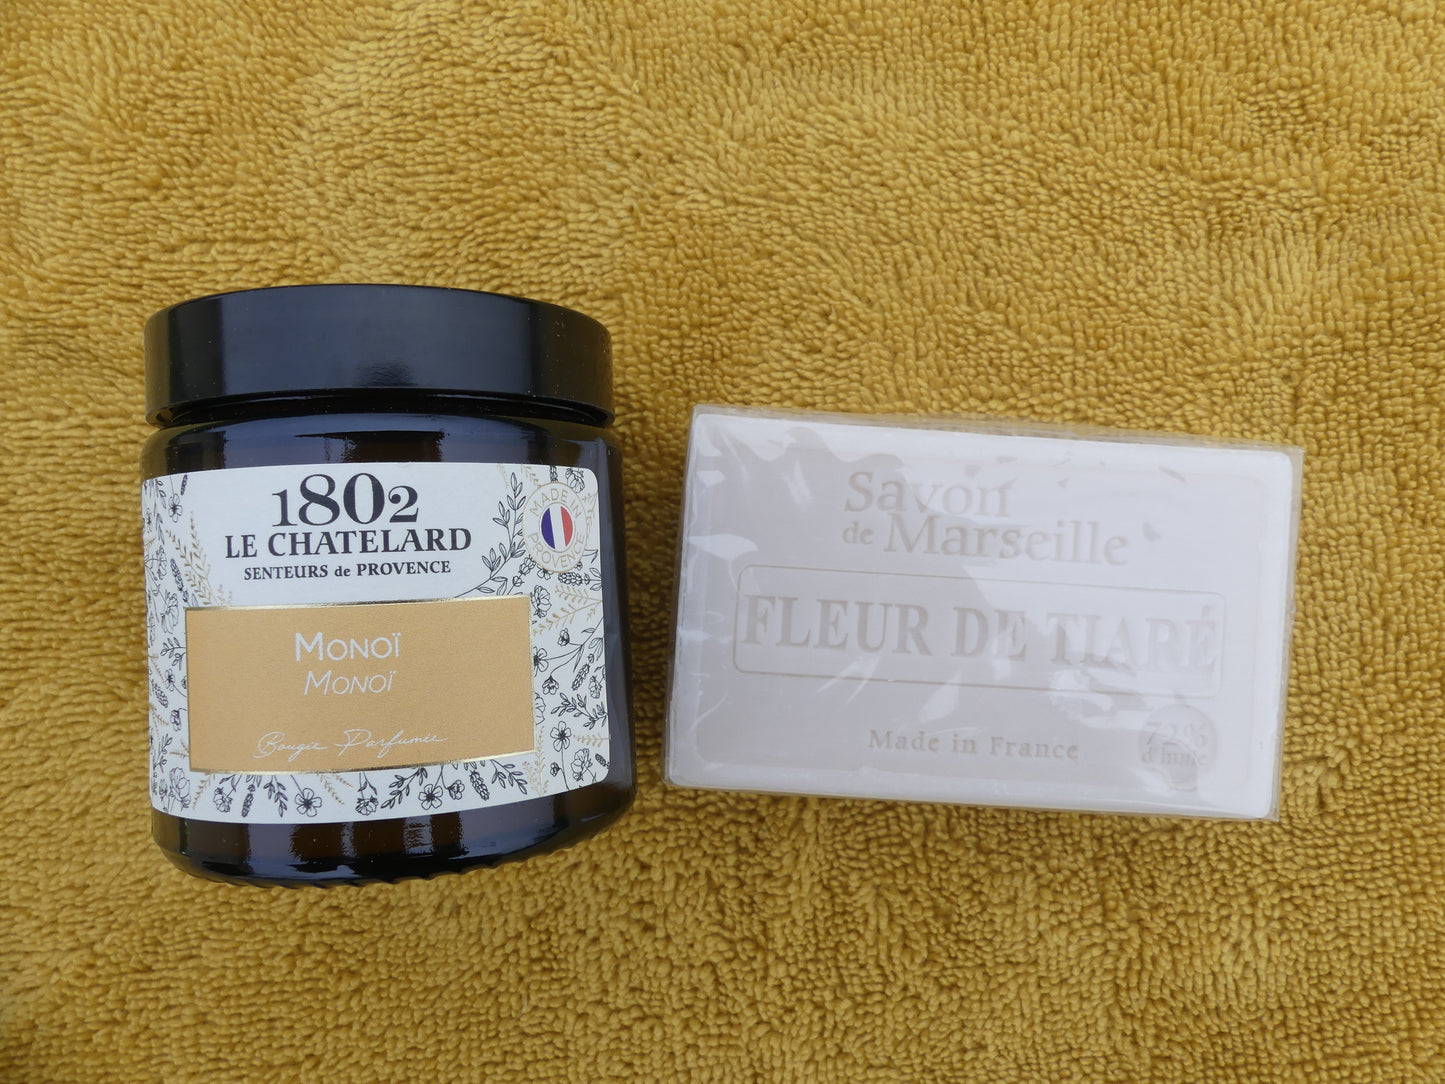 1802
LE CHATELARD
SENTEURS de PROVENCE
MADE IN
PROVENCE
MONOÏ
MONOÏ
Bougie Parfumée
Savon
de Marseille
FLEUR DE TIARÉ
Made in France
72%
d'huile